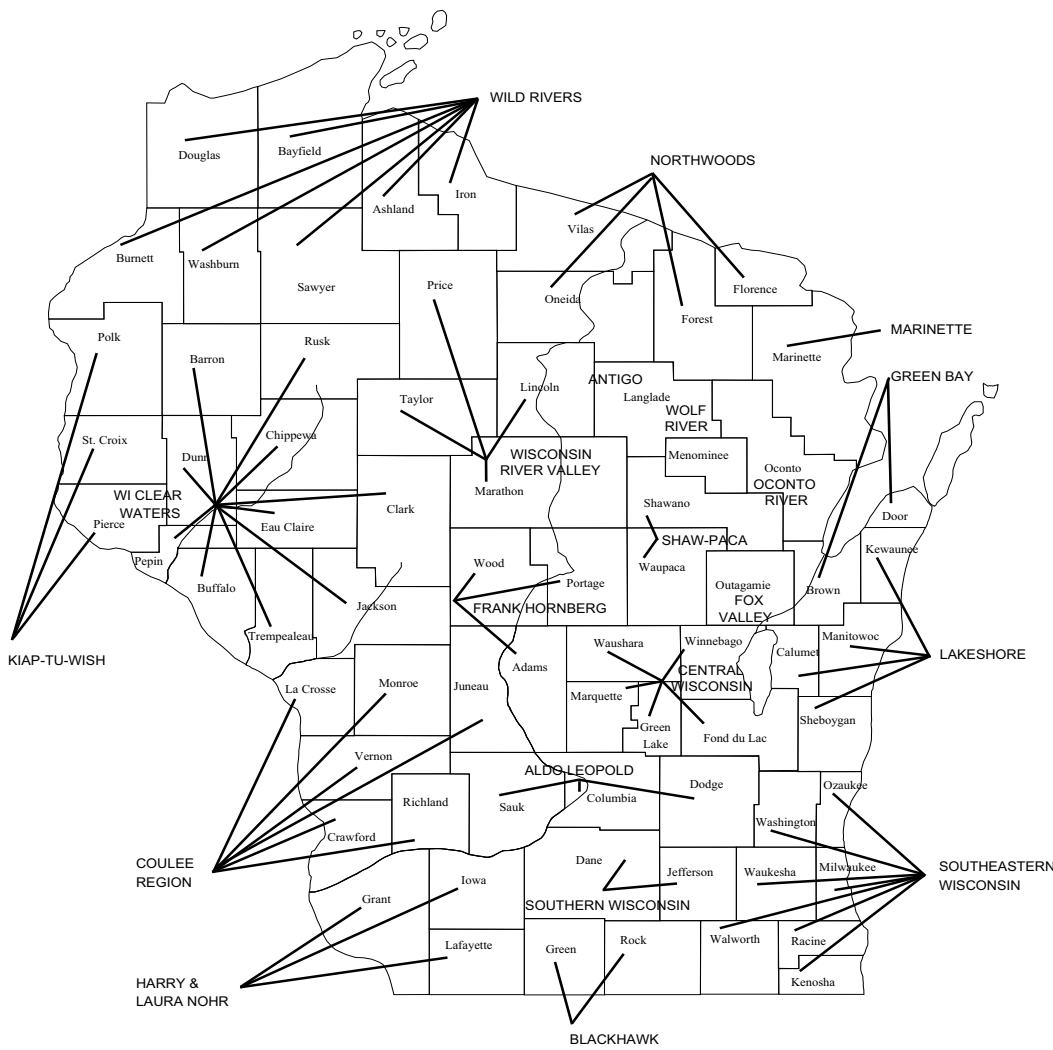 WILD RIVERS
Douglas
Bayfield
NORTHWOODS
Iron
Ashland
Vilas
Burnett
Washburn
Sawyer
Price
Oneida
Florence
Forest
MARINETTE
Polk
Barron
Rusk
Marinette
GREEN BAY
ANTIGO
Lincoln
Langlade
Taylor
WOLF
RIVER
St. Croix
Chippewa
Dunn
WISCONSIN
RIVER VALLEY
Menominee
Oconto
OCONTO
RIVER
Marathon
WI CLEAR
WATERS
Shawano
Clark
Door
Pierce
Eau Claire
SHAW-PACA
Kewaunee
Pepin
Wood
Waupaca
Buffalo
Portage
Outagamie
Brown
FOX
VALLEY
Jackson
FRANK HORNBERG
Trempealeau
Waushara
Winnebago
Manitowoc
Calumet
LAKESHORE
KIAP-TU-WISH
Adams
CENTRAL
WISCONSIN
La Crosse
Monroe
Juneau
Marquette
Sheboygan
Green
Lake
Fond du Lac
Vernon
ALDO LEOPOLD
Dodge
Ozaukee
Richland
Sauk
Columbia
Washington
Crawford
COULEE
REGION
Dane
Jefferson
Waukesha
Milwaukee
SOUTHEASTERN
WISCONSIN
Iowa
Grant
SOUTHERN WISCONSIN
Lafayette
Green
Rock
Walworth
Racine
HARRY &
LAURA NOHR
Kenosha
BLACKHAWK